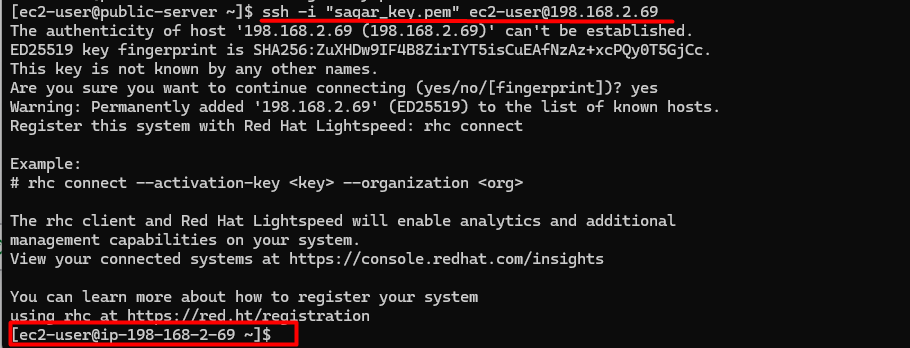 [ec2-user@public-server ~]$ ssh -i "sagar_key.pem" ec2-user@198.168.2.69
The authenticity of host '198.168.2.69 (198.168.2.69)' can't be established.
ED25519 key fingerprint is SHA256:ZuXHDw9IF4B8ZirIYT5isCuEAfNzAz+xcPQy0T5GjCc.
This key is not known by any other names.
Are you sure you want to continue connecting (yes/no/[fingerprint])? yes
Warning: Permanently added '198.168.2.69' (ED25519) to the list of known hosts.
Register this system with Red Hat Lightspeed: rhc connect
Example:
# rhc connect --activation-key <key> --organization <org>
The rhc client and Red Hat Lightspeed will enable analytics and additional
management capabilities on your system.
View your connected systems at https://console.redhat.com/insights
You can learn more about how to register your system
using rhc at https://red.ht/registration
[ec2-user@ip-198-168-2-69 ~]$